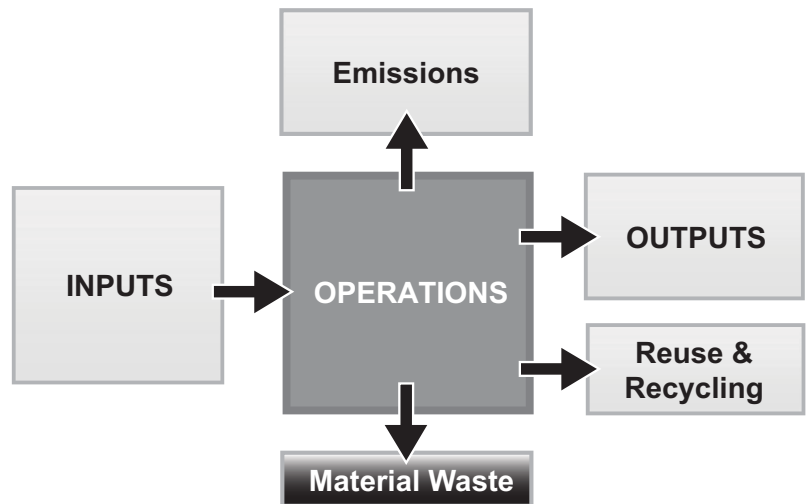 Emissions
INPUTS
OPERATIONS
OUTPUTS
Reuse &
Recycling
Material Waste